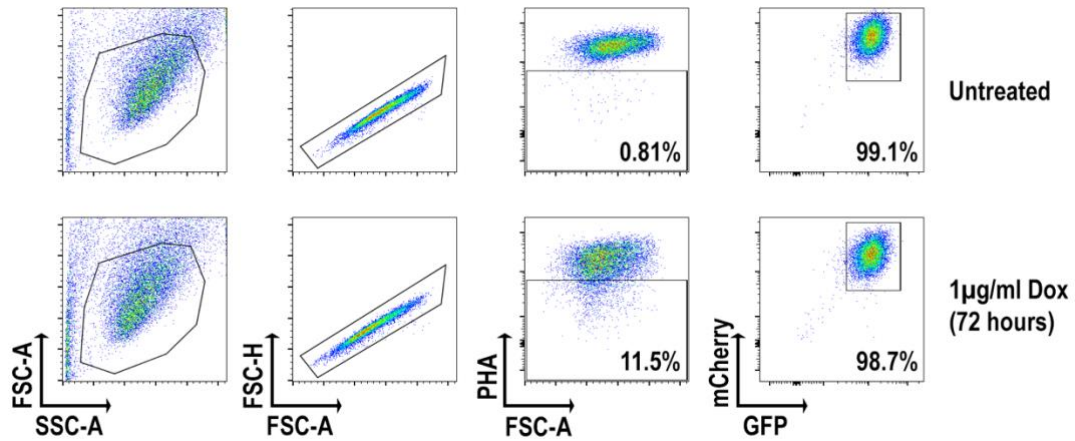 0.81%
99.1%
Untreated
11.5%
98.7%
1µg/ml Dox
(72 hours)
FSC-A
SSC-A
FSC-H
FSC-A
PHA
FSC-A
mCherry
GFP